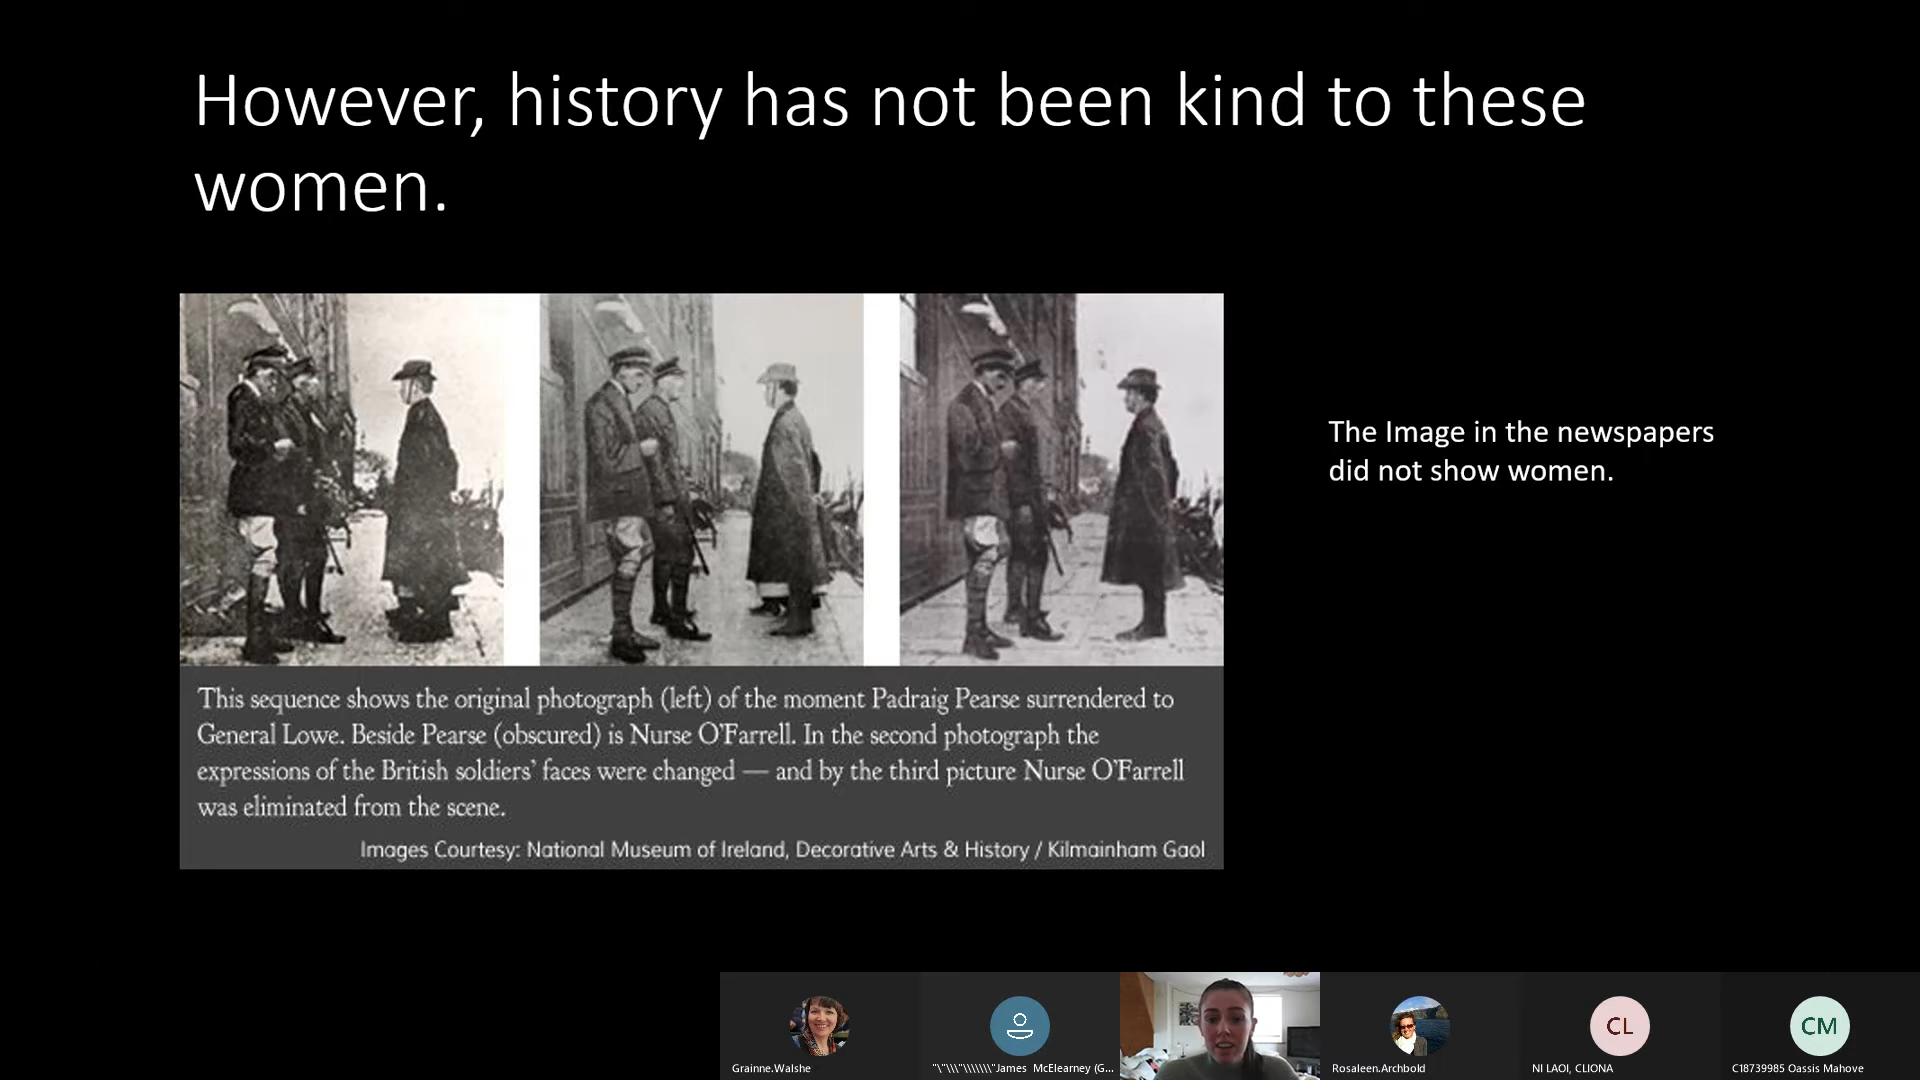 However, history has not been kind to these
women.
The Image in the newspapers
did not show women.
This sequence shows the original photograph (left) of the moment Padraig Pearse surrendered to
General Lowe. Beside Pearse (obscured) is Nurse O'Farrell. In the second photograph the
expressions of the British soldiers' faces were changed — and by the third picture Nurse O'Farrell
was eliminated from the scene.
Images Courtesy: National Museum of Ireland, Decorative Arts & History / Kilmainham Gaol
CL
CM
Grainne.Walshe
"\"\\\"\\\\\\\"James McElearney (G...
Rosaleen.Archbold
NI LAOI, CLIONA
C18739985 Oassis Mahove